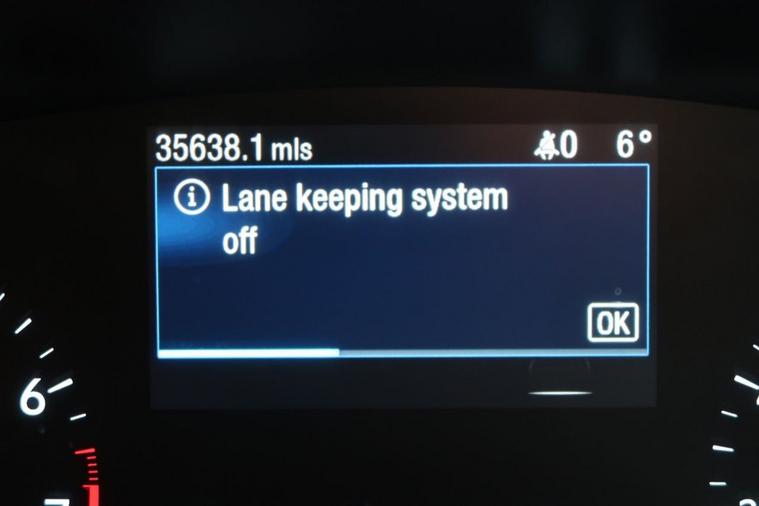 35638.1 mls 0 6°
Lane keeping system
off
OK
6